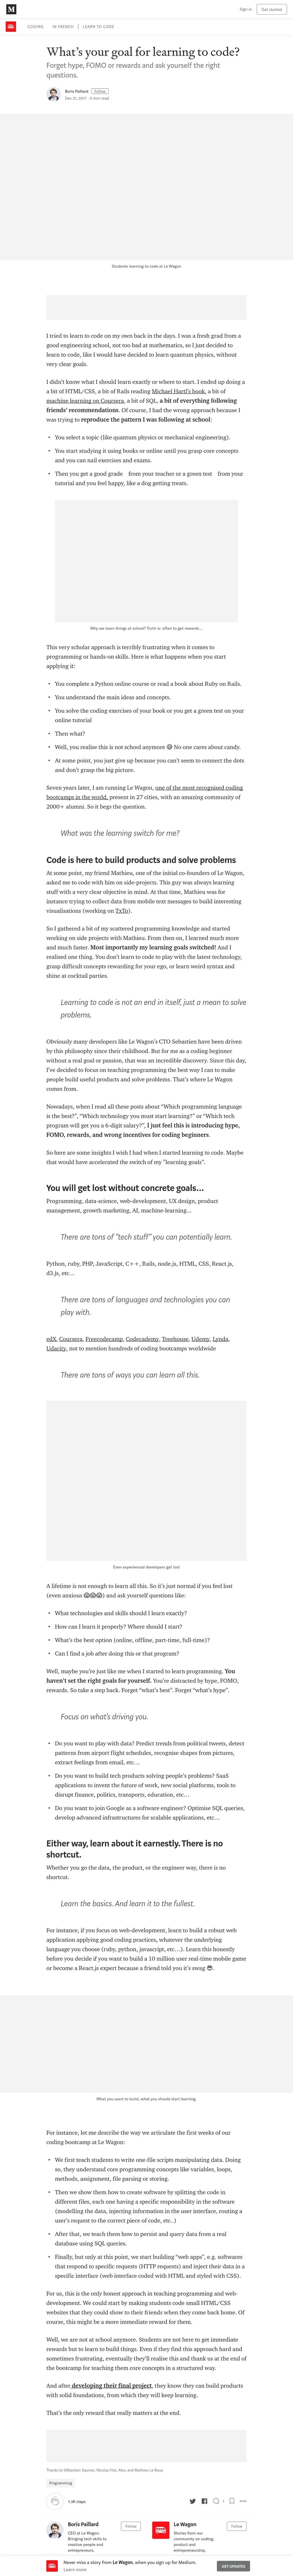 Sign in
Get started
CODING
IN FRENCH
LEARN TO CODE
What’s your goal for learning to code?
Forget hype, FOMO or rewards and ask yourself the right
questions.
Boris Paillard
Follow
Dec 21, 2017 · 5 min read
Students learning to code at Le Wagon
I tried to learn to code on my own back in the days. I was a fresh grad from a
good engineering school, not too bad at mathematics, so I just decided to
learn to code, like I would have decided to learn quantum physics, without
very clear goals.
I didn’t know what I should learn exactly or where to start. I ended up doing a
bit of HTML/CSS, a bit of Rails reading Michael Hartl’s book, a bit of
machine learning on Coursera, a bit of SQL, a bit of everything following
friends’ recommendations. Of course, I had the wrong approach because I
was trying to reproduce the pattern I was following at school:
• You select a topic (like quantum physics or mechanical engineering).
• You start studying it using books or online until you grasp core concepts
and you can nail exercises and exams.
• Then you get a good grade from your teacher or a green test from your
tutorial and you feel happy, like a dog getting treats.
Why we learn things at school? Truth is: often to get rewards…
This very scholar approach is terribly frustrating when it comes to
programming or hands-on skills. Here is what happens when you start
applying it:
• You complete a Python online course or read a book about Ruby on Rails.
• You understand the main ideas and concepts.
• You solve the coding exercises of your book or you get a green test on your
online tutorial
• Then what?
• Well, you realise this is not school anymore 😅 No one cares about candy.
• At some point, you just give up because you can’t seem to connect the dots
and don’t grasp the big picture.
Seven years later, I am running Le Wagon, one of the most recognised coding
bootcamps in the world, present in 27 cities, with an amazing community of
2000+ alumni. So it begs the question.
What was the learning switch for me?
Code is here to build products and solve problems
At some point, my friend Mathieu, one of the initial co-founders of Le Wagon,
asked me to code with him on side-projects. This guy was always learning
stuff with a very clear objective in mind. At that time, Mathieu was for
instance trying to collect data from mobile text messages to build interesting
visualisations (working on TxTo).
So I gathered a bit of my scattered programming knowledge and started
working on side projects with Mathieu. From then on, I learned much more
and much faster. Most importantly my learning goals switched! And I
realised one thing. You don’t learn to code to play with the latest technology,
grasp difficult concepts rewarding for your ego, or learn weird syntax and
shine at cocktail parties.
Learning to code is not an end in itself, just a mean to solve
problems.
Obviously many developers like Le Wagon’s CTO Sebastien have been driven
by this philosophy since their childhood. But for me as a coding beginner
without a real goal or passion, that was an incredible discovery. Since this day,
I’ve decided to focus on teaching programming the best way I can to make
people build useful products and solve problems. That’s where Le Wagon
comes from.
Nowadays, when I read all these posts about “Which programming language
is the best?”, “Which technology you must start learning?” or “Which tech
program will get you a 6-digit salary?”, I just feel this is introducing hype,
FOMO, rewards, and wrong incentives for coding beginners.
So here are some insights I wish I had when I started learning to code. Maybe
that would have accelerated the switch of my “learning goals”.
You will get lost without concrete goals…
Programming, data-science, web-development, UX design, product
management, growth marketing, AI, machine-learning…
There are tons of “tech stuff” you can potentially learn.
Python, ruby, PHP, JavaScript, C++, Rails, node.js, HTML, CSS, React.js,
d3.js, etc…
There are tons of languages and technologies you can
play with.
edX, Coursera, Freecodecamp, Codecademy, Treehouse, Udemy, Lynda,
Udacity, not to mention hundreds of coding bootcamps worldwide
There are tons of ways you can learn all this.
Even experienced developers get lost
A lifetime is not enough to learn all this. So it’s just normal if you feel lost
(even anxious 😱😱😱) and ask yourself questions like:
• What technologies and skills should I learn exactly?
• How can I learn it properly? Where should I start?
• What’s the best option (online, offline, part-time, full-time)?
• Can I find a job after doing this or that program?
Well, maybe you’re just like me when I started to learn programming. You
haven’t set the right goals for yourself. You’re distracted by hype, FOMO,
rewards. So take a step back. Forget “what’s best”. Forget “what’s hype”.
Focus on what’s driving you.
• Do you want to play with data? Predict trends from political tweets, detect
patterns from airport flight schedules, recognise shapes from pictures,
extract feelings from email, etc…
• Do you want to build tech products solving people’s problems? SaaS
applications to invent the future of work, new social platforms, tools to
disrupt finance, politics, transports, education, etc…
• Do you want to join Google as a software engineer? Optimise SQL queries,
develop advanced infrastructures for scalable applications, etc…
Either way, learn about it earnestly. There is no
shortcut.
Whether you go the data, the product, or the engineer way, there is no
shortcut.
Learn the basics. And learn it to the fullest.
For instance, if you focus on web-development, learn to build a robust web
application applying good coding practices, whatever the underlying
language you choose (ruby, python, javascript, etc…). Learn this honestly
before you decide if you want to build a 10 million user real-time mobile game
or become a React.js expert because a friend told you it’s swag 😎.
What you want to build, what you should start learning.
For instance, let me describe the way we articulate the first weeks of our
coding bootcamp at Le Wagon:
• We first teach students to write one-file scripts manipulating data. Doing
so, they understand core programming concepts like variables, loops,
methods, assignment, file parsing or storing.
• Then we show them how to create software by splitting the code in
different files, each one having a specific responsibility in the software
(modelling the data, injecting information in the user interface, routing a
user’s request to the correct piece of code, etc..)
• After that, we teach them how to persist and query data from a real
database using SQL queries.
• Finally, but only at this point, we start building “web apps”, e.g. softwares
that respond to specific requests (HTTP requests) and inject their data in a
specific interface (web interface coded with HTML and styled with CSS).
For us, this is the only honest approach in teaching programming and web-
development. We could start by making students code small HTML/CSS
websites that they could show to their friends when they come back home. Of
course, this might be a more immediate reward for them.
Well, we are not at school anymore. Students are not here to get immediate
rewards but to learn to build things. Even if they find this approach hard and
sometimes frustrating, eventually they’ll realise this and thank us at the end of
the bootcamp for teaching them core concepts in a structured way.
And after developing their final project, they know they can build products
with solid foundations, from which they will keep learning.
That’s the only reward that really matters at the end.
Thanks to Sébastien Saunier, Nicolas Filzi, Alex, and Mathieu Le Roux.
Programming
1.1K claps
1
Boris Paillard
Follow
CEO at Le Wagon.
Bringing tech skills to
creative people and
entrepreneurs.
Le Wagon
Follow
Stories from our
community on coding,
product and
entrepreneurship.
Never miss a story from Le Wagon, when you sign up for Medium.
Learn more
GET UPDATES